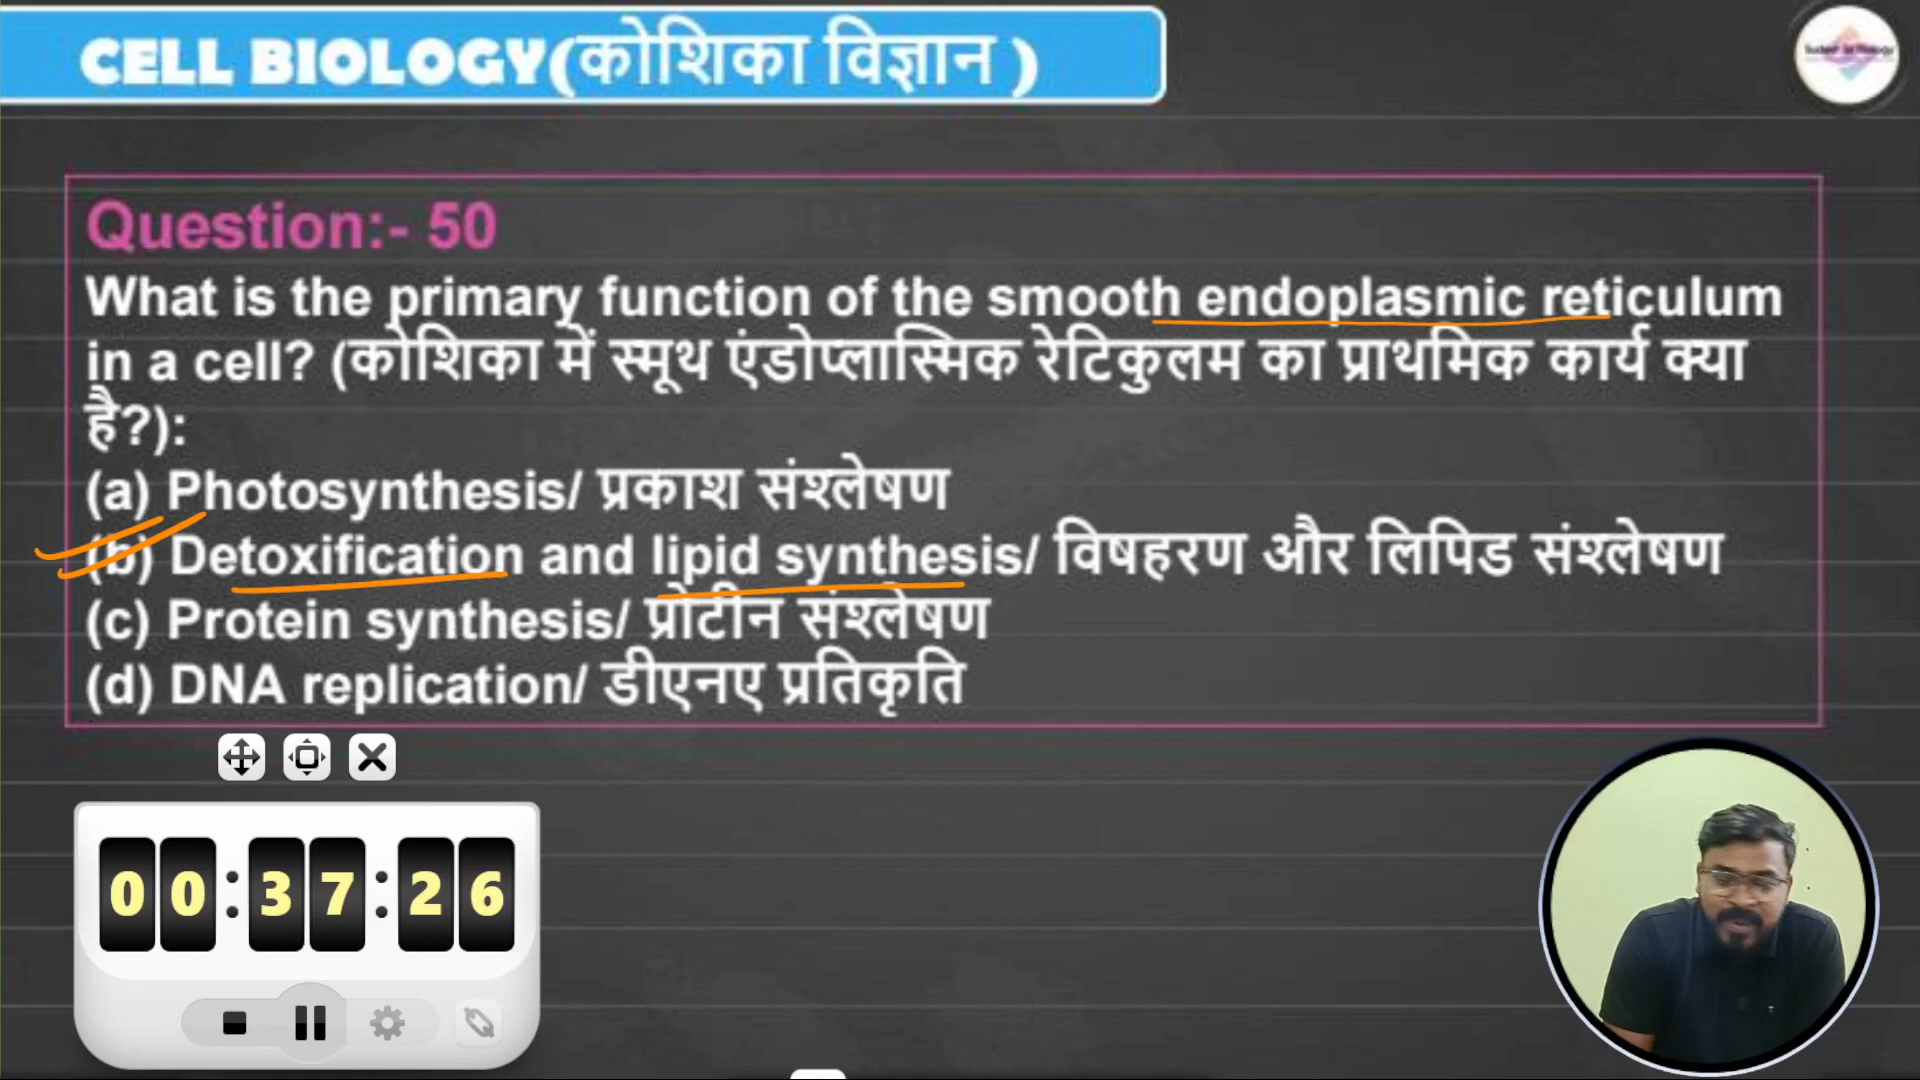 CELL BIOLOGY(कोशिका विज्ञान )
Question:- 50
What is the primary function of the smooth endoplasmic reticulum
in a cell? (कोशिका में स्मूथ एंडोप्लास्मिक रेटिकुलम का प्राथमिक कार्य क्या
है?):
(a) Photosynthesis/ प्रकाश संश्लेषण
(b) Detoxification and lipid synthesis/ विषहरण और लिपिड संश्लेषण
(c) Protein synthesis/ प्रोटीन संश्लेषण
(d) DNA replication/ डीएनए प्रतिकृति
00:37:26